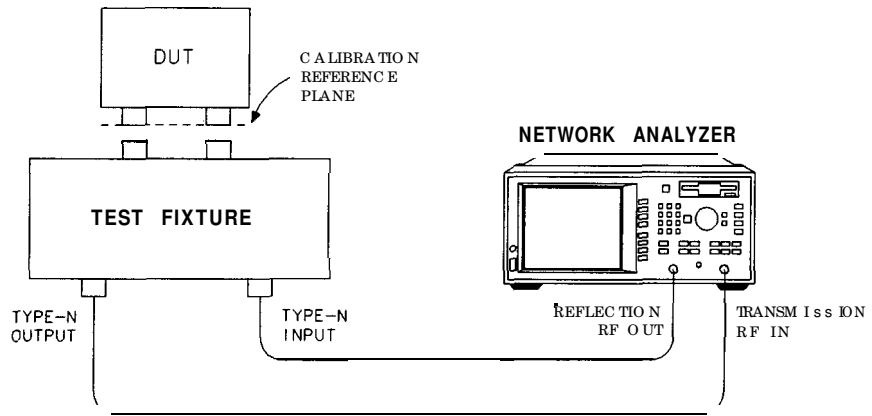 DUT
CALIBRATION
REFERENCE
PLANE
NETWORK ANALYZER
TEST FIXTURE
TYPE-N
OUTPUT
TYPE-N
INPUT
REFLECTION
RF OUT
TRANSMIssION
RF IN